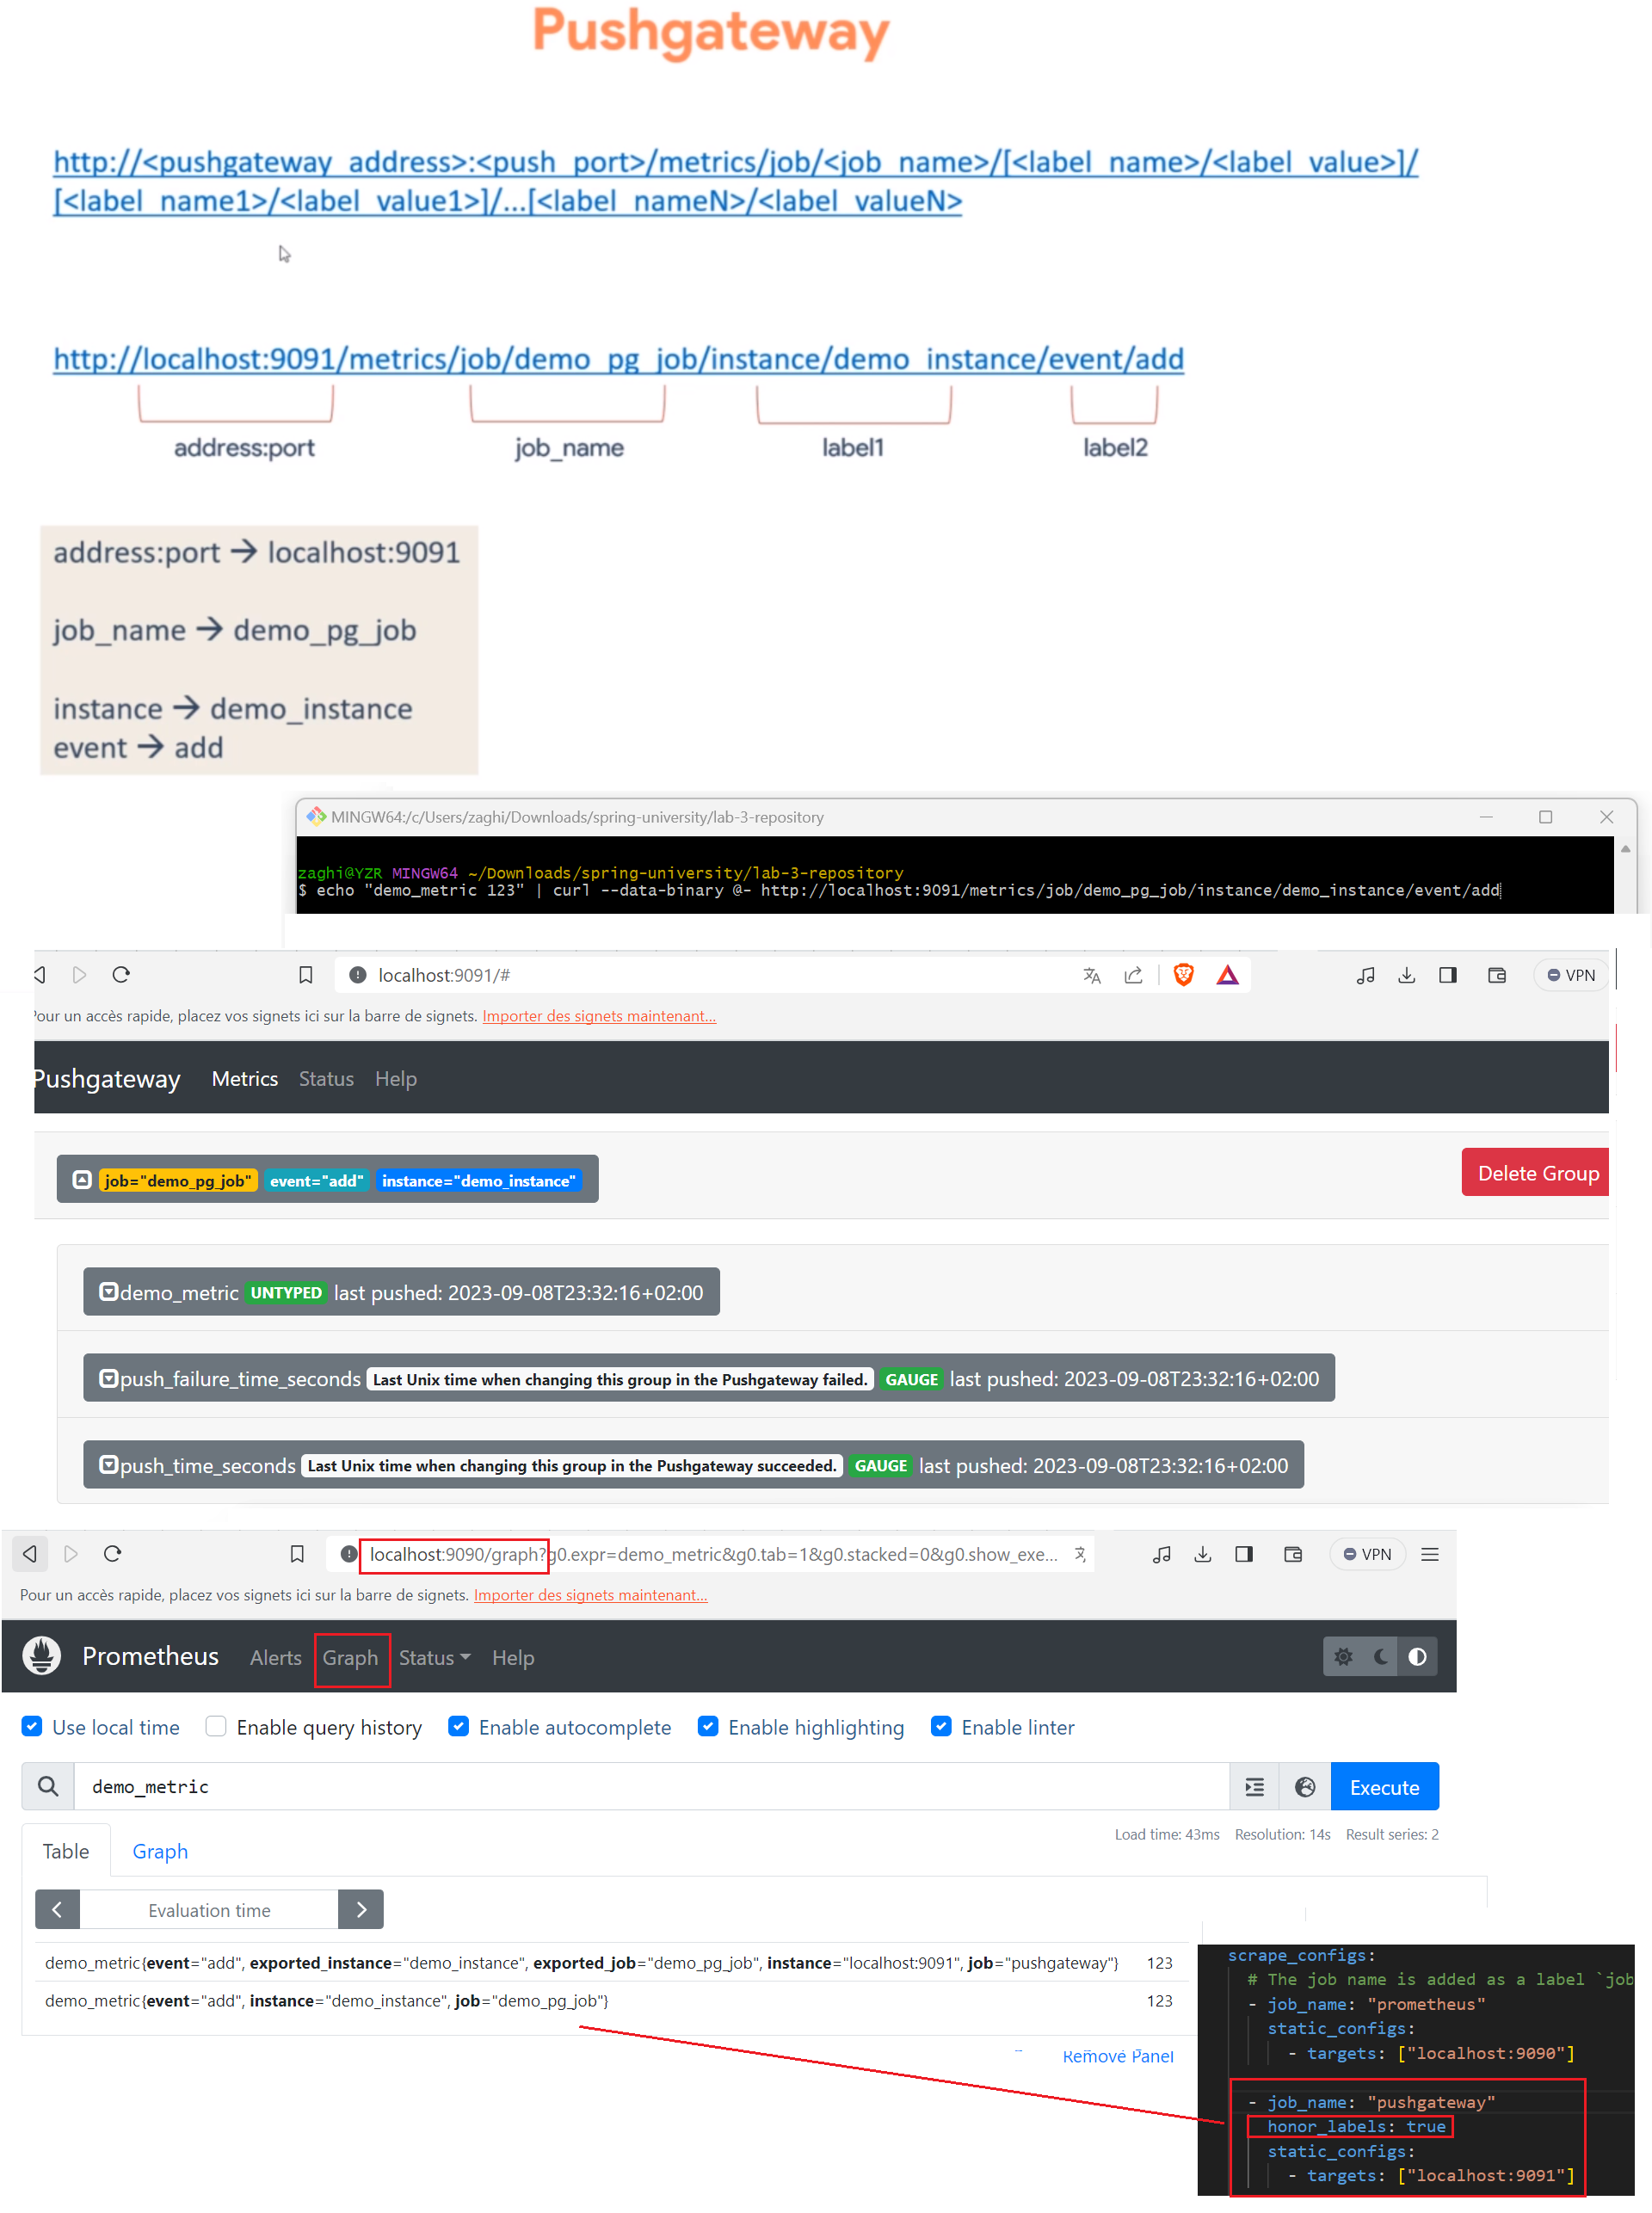 Pushgateway
http://<pushgateway_address>:<push_port>/metrics/job/<job_name>/[<label_name>/<label_value>]/
[<label_name1>/<label_value1>]/...[<label_nameN>/<label_valueN>
http://localhost:9091/metrics/job/demo_pg_job/instance/demo_instance/event/add
address:port job_name label1 label2
address:port → localhost:9091
job_name → demo_pg_job
instance → demo_instance
event → add
MINGW64:/c/Users/zaghi/Downloads/spring-university/lab-3-repository
zaghi@YZR MINGW64 ~/Downloads/spring-university/lab-3-repository
$ echo "demo_metric 123" | curl --data-binary @- http://localhost:9091/metrics/job/demo_pg_job/instance/demo_instance/event/add
localhost:9091/# VPN
Pour un accès rapide, placez vos signets ici sur la barre de signets. Importer des signets maintenant...
Pushgateway Metrics Status Help
job="demo_pg_job" event="add" instance="demo_instance" Delete Group
demo_metric UNTYPED last pushed: 2023-09-08T23:32:16+02:00
push_failure_time_seconds Last Unix time when changing this group in the Pushgateway failed. GAUGE last pushed: 2023-09-08T23:32:16+02:00
push_time_seconds Last Unix time when changing this group in the Pushgateway succeeded. GAUGE last pushed: 2023-09-08T23:32:16+02:00
localhost:9090/graph?g0.expr=demo_metric&g0.tab=1&g0.stacked=0&g0.show_exe... VPN
Pour un accès rapide, placez vos signets ici sur la barre de signets. Importer des signets maintenant...
Prometheus Alerts Graph Status Help
Use local time Enable query history Enable autocomplete Enable highlighting Enable linter
demo_metric Execute
Load time: 43ms Resolution: 14s Result series: 2
Table Graph
Evaluation time
demo_metric{event="add", exported_instance="demo_instance", exported_job="demo_pg_job", instance="localhost:9091", job="pushgateway"} 123
demo_metric{event="add", instance="demo_instance", job="demo_pg_job"} 123
Remove Panel
scrape_configs:
# The job name is added as a label `job
- job_name: "prometheus"
static_configs:
- targets: ["localhost:9090"]
- job_name: "pushgateway"
honor_labels: true
static_configs:
- targets: ["localhost:9091"]